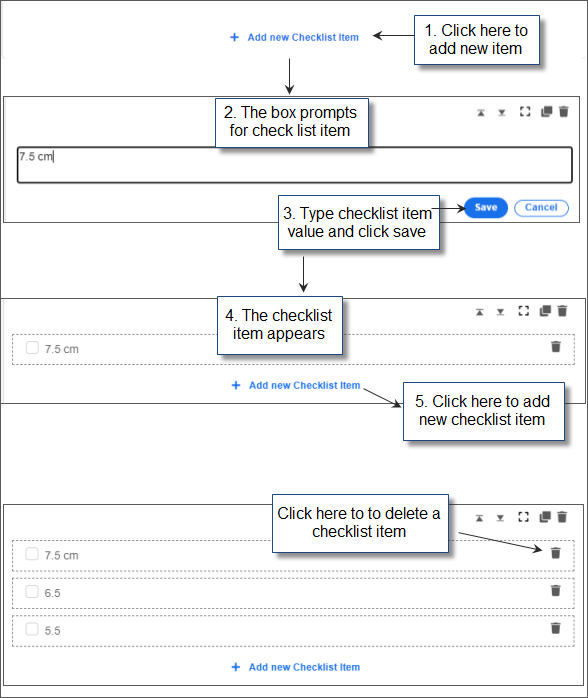 + Add new Checklist Item
1. Click here to
add new item
2. The box prompts
for check list item
7.5 cm
3. Type checklist item
value and click save
Save
Cancel
4. The checklist
item appears
7.5 cm
+ Add new Checklist Item
5. Click here to add
new checklist item
Click here to to delete a
checklist item
7.5 cm
6.5
5.5
+ Add new Checklist Item